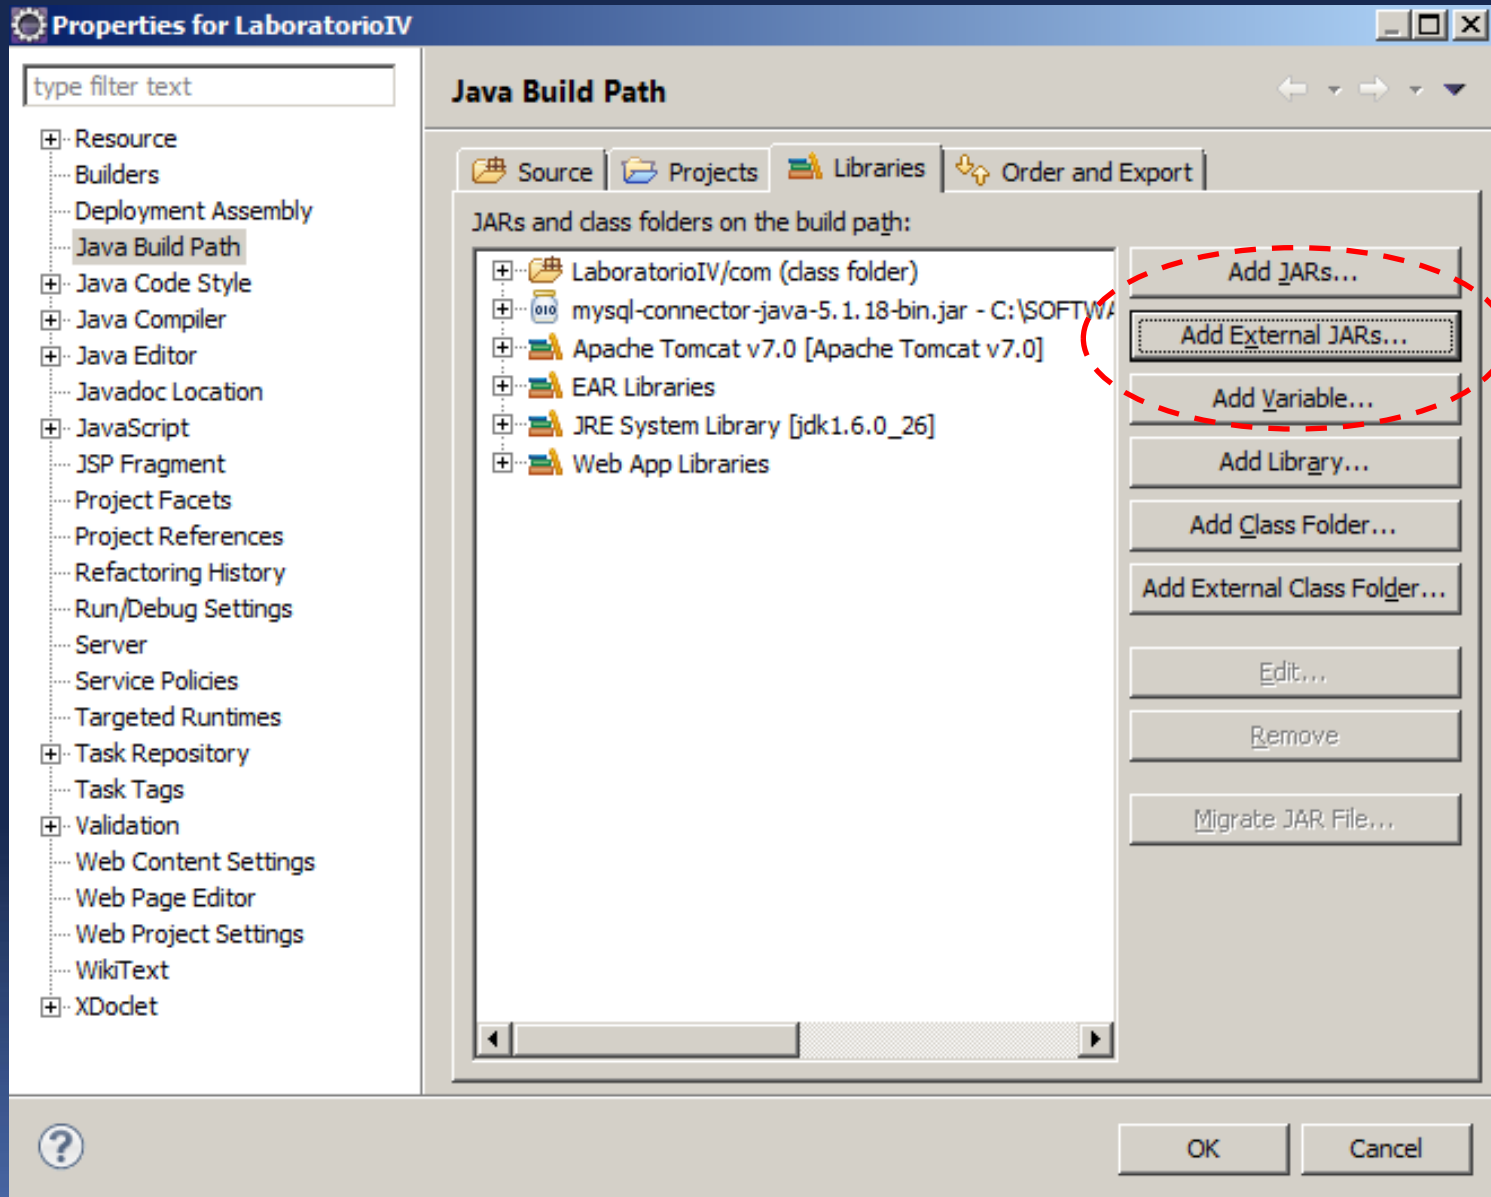 Properties for LaboratorioIV
type filter text
Resource
Builders
Deployment Assembly
Java Build Path
Java Code Style
Java Compiler
Java Editor
Javadoc Location
JavaScript
JSP Fragment
Project Facets
Project References
Refactoring History
Run/Debug Settings
Server
Service Policies
Targeted Runtimes
Task Repository
Task Tags
Validation
Web Content Settings
Web Page Editor
Web Project Settings
WikiText
XDoclet
Java Build Path
Source
Projects
Libraries
Order and Export
JARs and class folders on the build path:
LaboratorioIV/com (class folder)
mysql-connector-java-5.1.18-bin.jar - C:\SOFTWA
Apache Tomcat v7.0 [Apache Tomcat v7.0]
EAR Libraries
JRE System Library [jdk1.6.0_26]
Web App Libraries
Add JARs...
Add External JARs...
Add Variable...
Add Library...
Add Class Folder...
Add External Class Folder...
Edit...
Remove
Migrate JAR File...
OK
Cancel